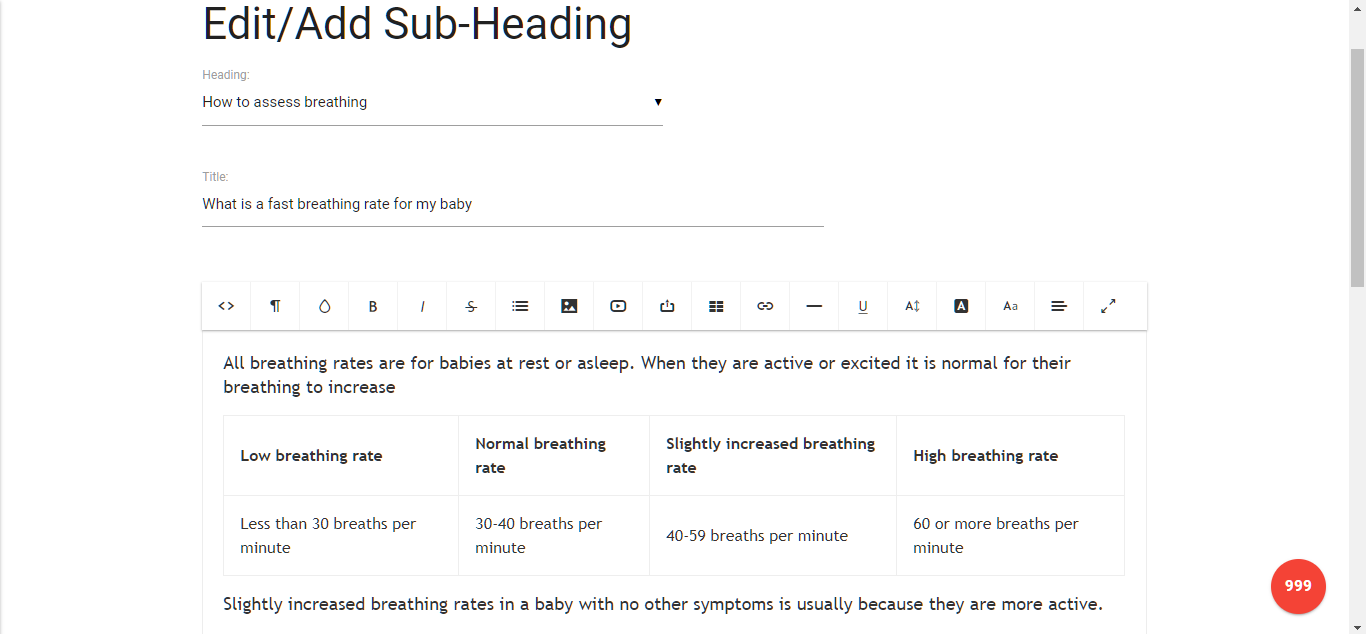 Edit/Add Sub-Heading
Heading:
How to assess breathing
Title:
What is a fast breathing rate for my baby
<> ¶ B I S U A↕ A Aa
All breathing rates are for babies at rest or asleep. When they are active or excited it is normal for their
breathing to increase
Low breathing rate
Normal breathing
rate
Slightly increased breathing
rate
High breathing rate
Less than 30 breaths per
minute
30-40 breaths per
minute
40-59 breaths per minute
60 or more breaths per
minute
Slightly increased breathing rates in a baby with no other symptoms is usually because they are more active.
999